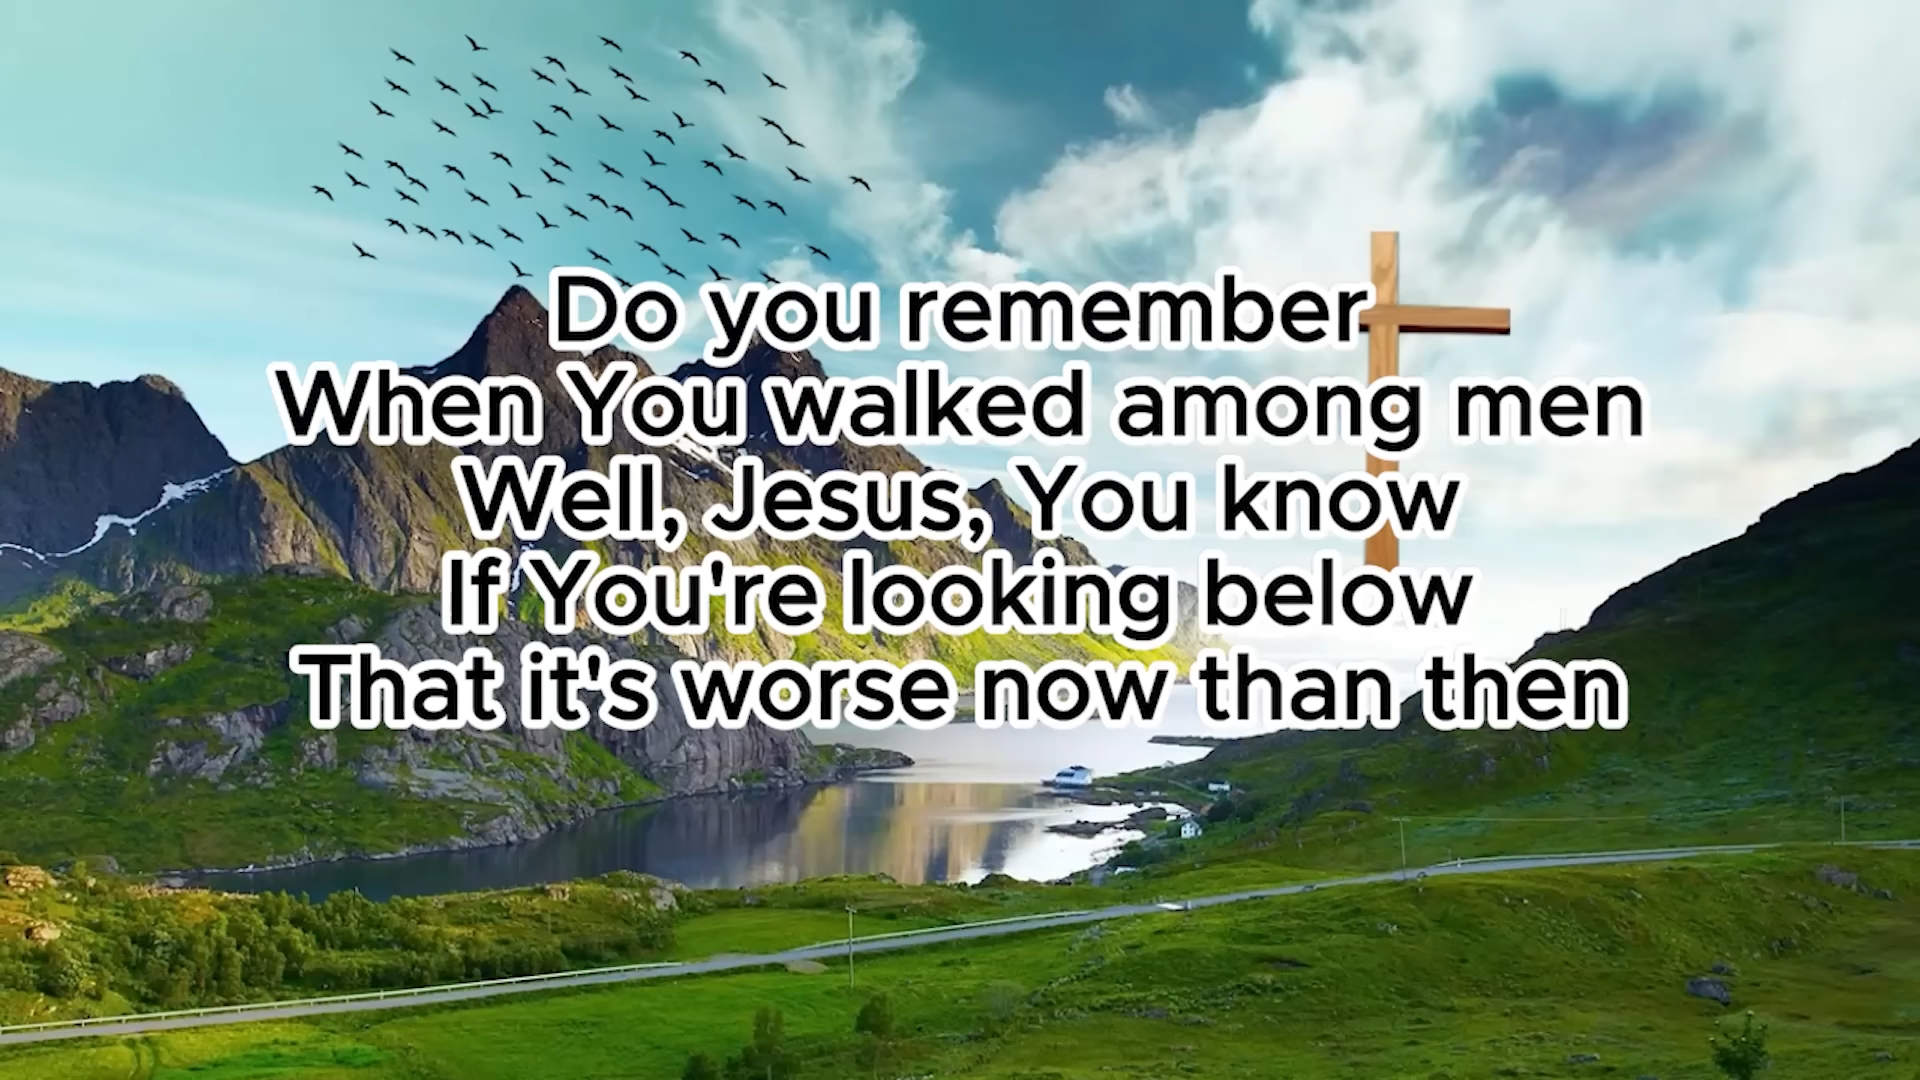 Do you remember
When You walked among men
Well, Jesus, You know
If You're looking below
That it's worse now than then